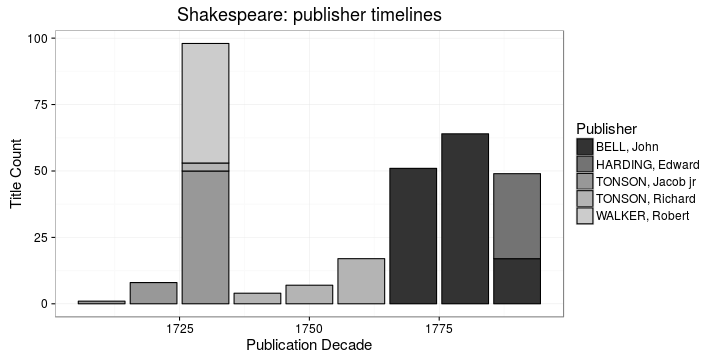 Shakespeare: publisher timelines
100
75
50
25
0
Title Count
1725
1750
1775
Publication Decade
Publisher
BELL, John
HARDING, Edward
TONSON, Jacob jr
TONSON, Richard
WALKER, Robert